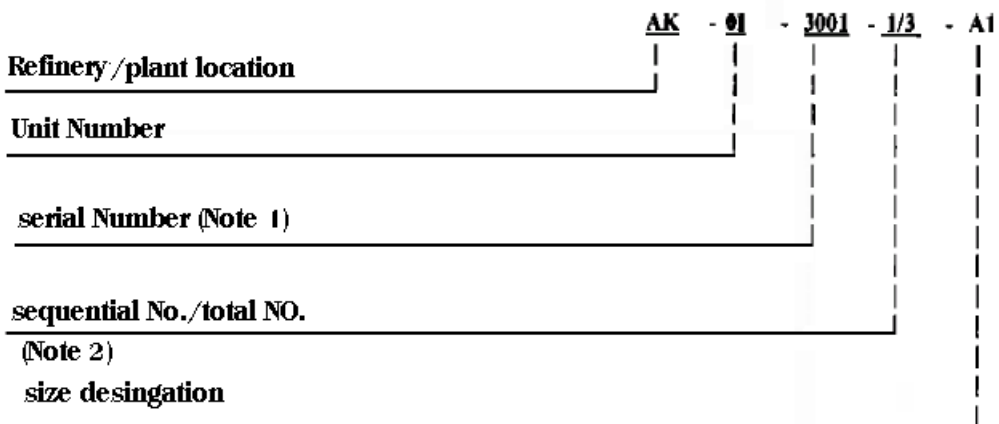 AK - 01 - 3001 - 1/3 - A1
Refinery/plant location
Unit Number
serial Number (Note 1)
sequential No./total NO.
(Note 2)
size desingation